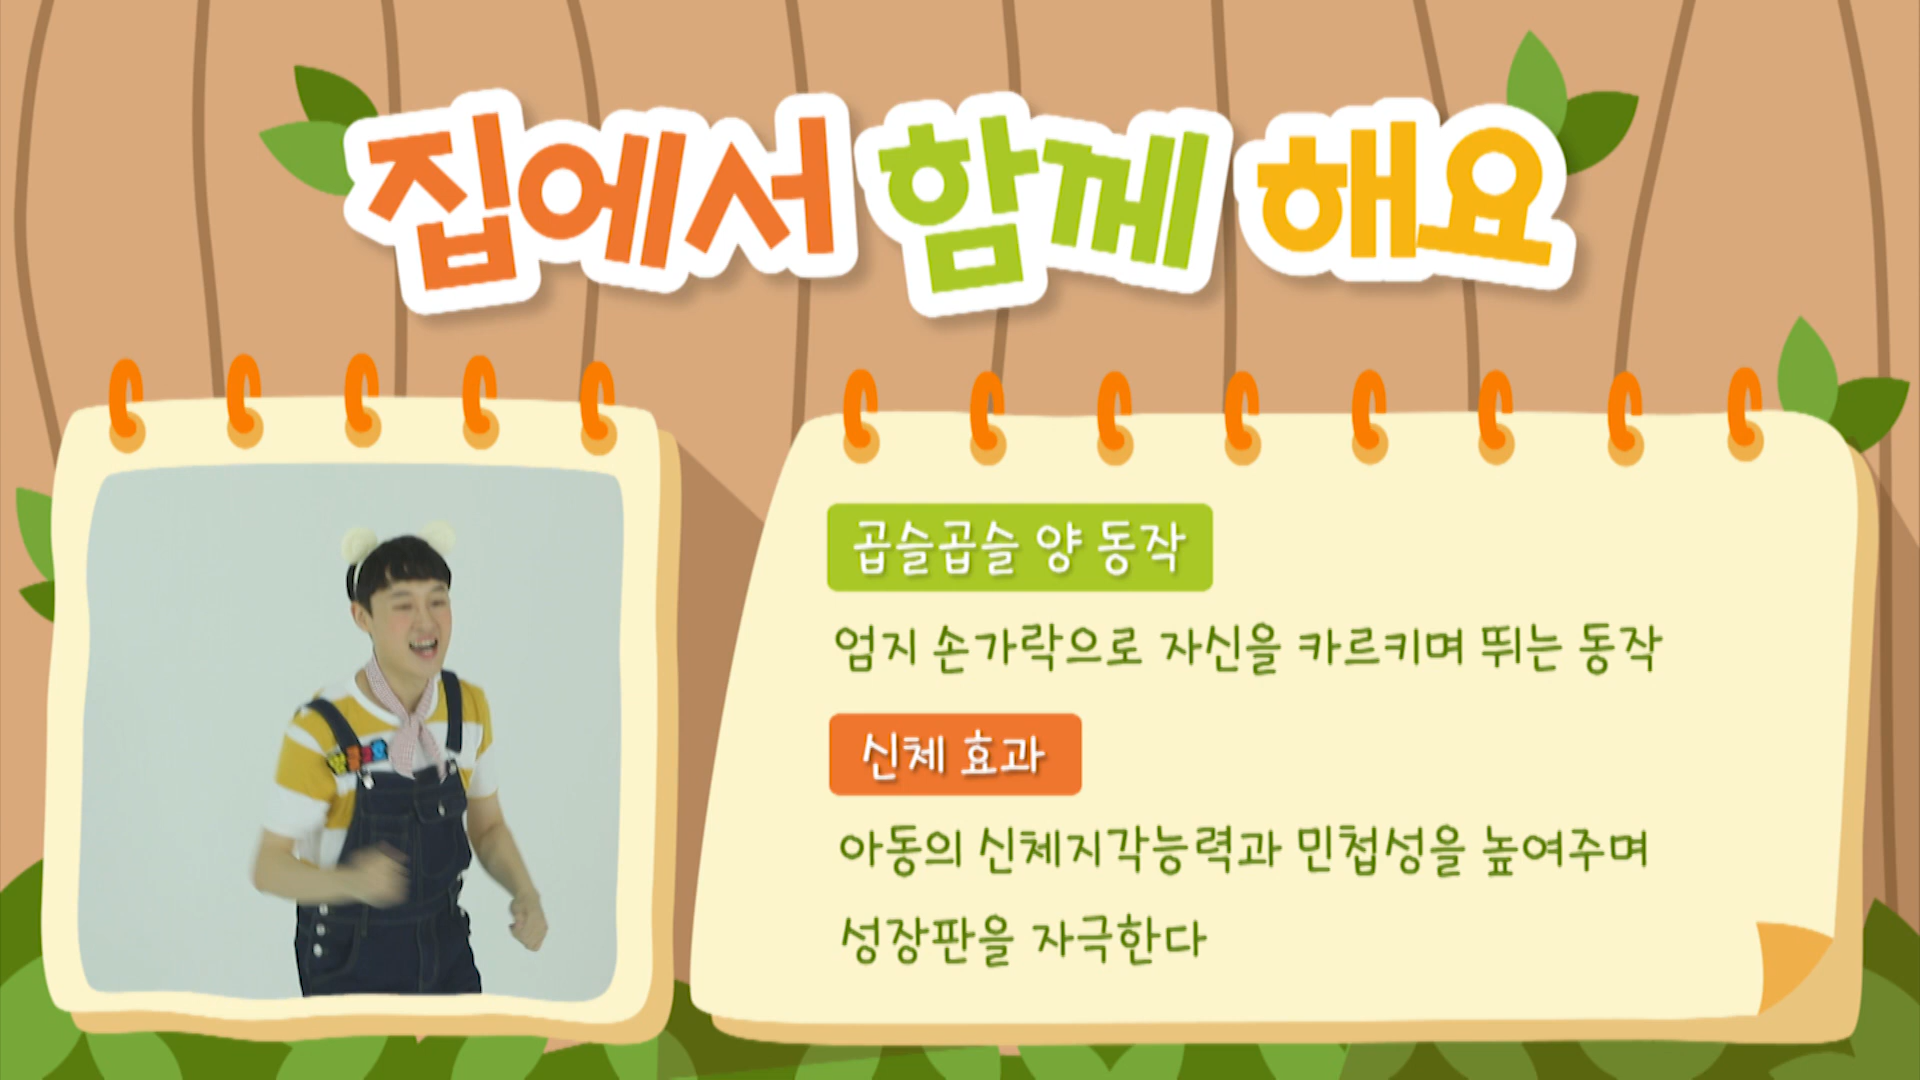 집에서 함께 해요
곱슬곱슬 양 동작
엄지 손가락으로 자신을 카르키며 뛰는 동작
신체 효과
아동의 신체지각능력과 민첩성을 높여주며
성장판을 자극한다